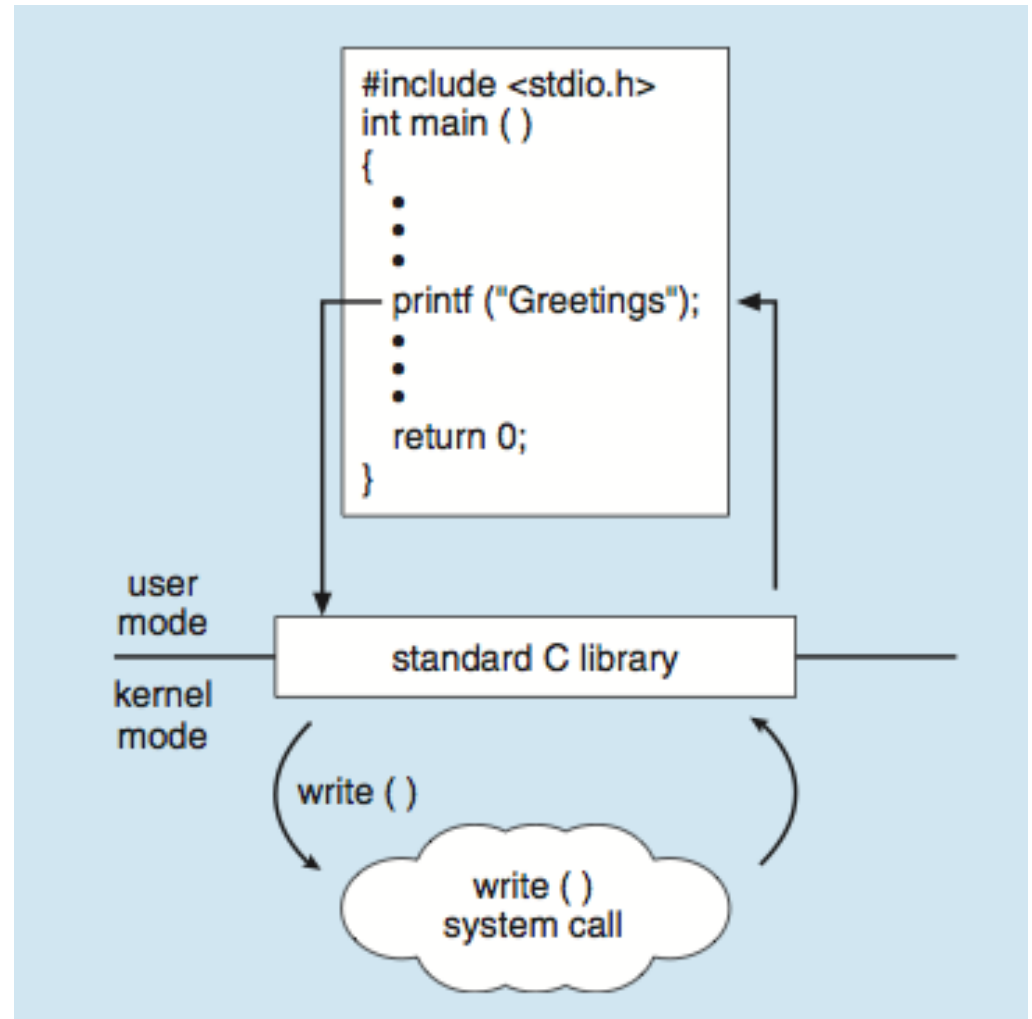 #include <stdio.h>
int main ( )
{
•
•
•
printf ("Greetings");
•
•
•
return 0;
}
user
mode
standard C library
kernel
mode
write ( )
write ( )
system call